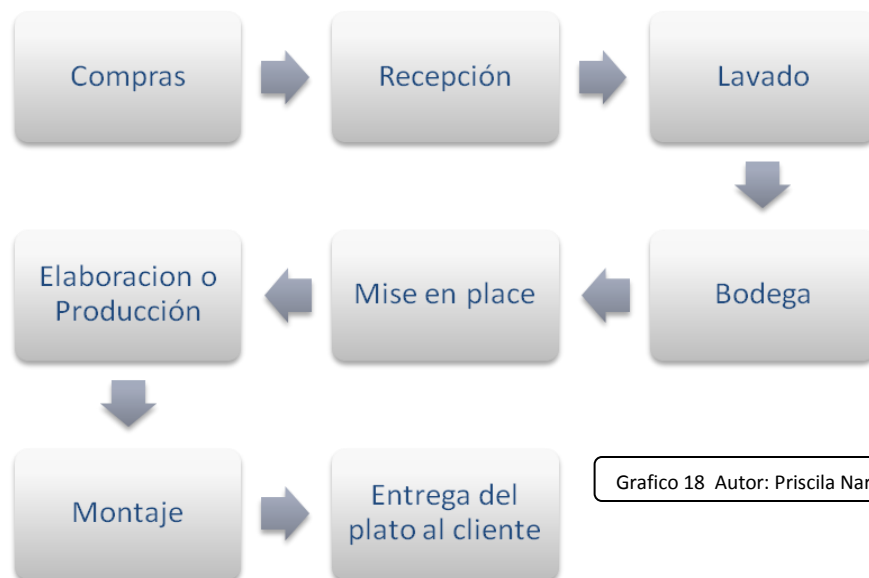 Compras
Recepción
Lavado
Bodega
Mise en place
Elaboracion o
Producción
Montaje
Entrega del
plato al cliente
Grafico 18 Autor: Priscila